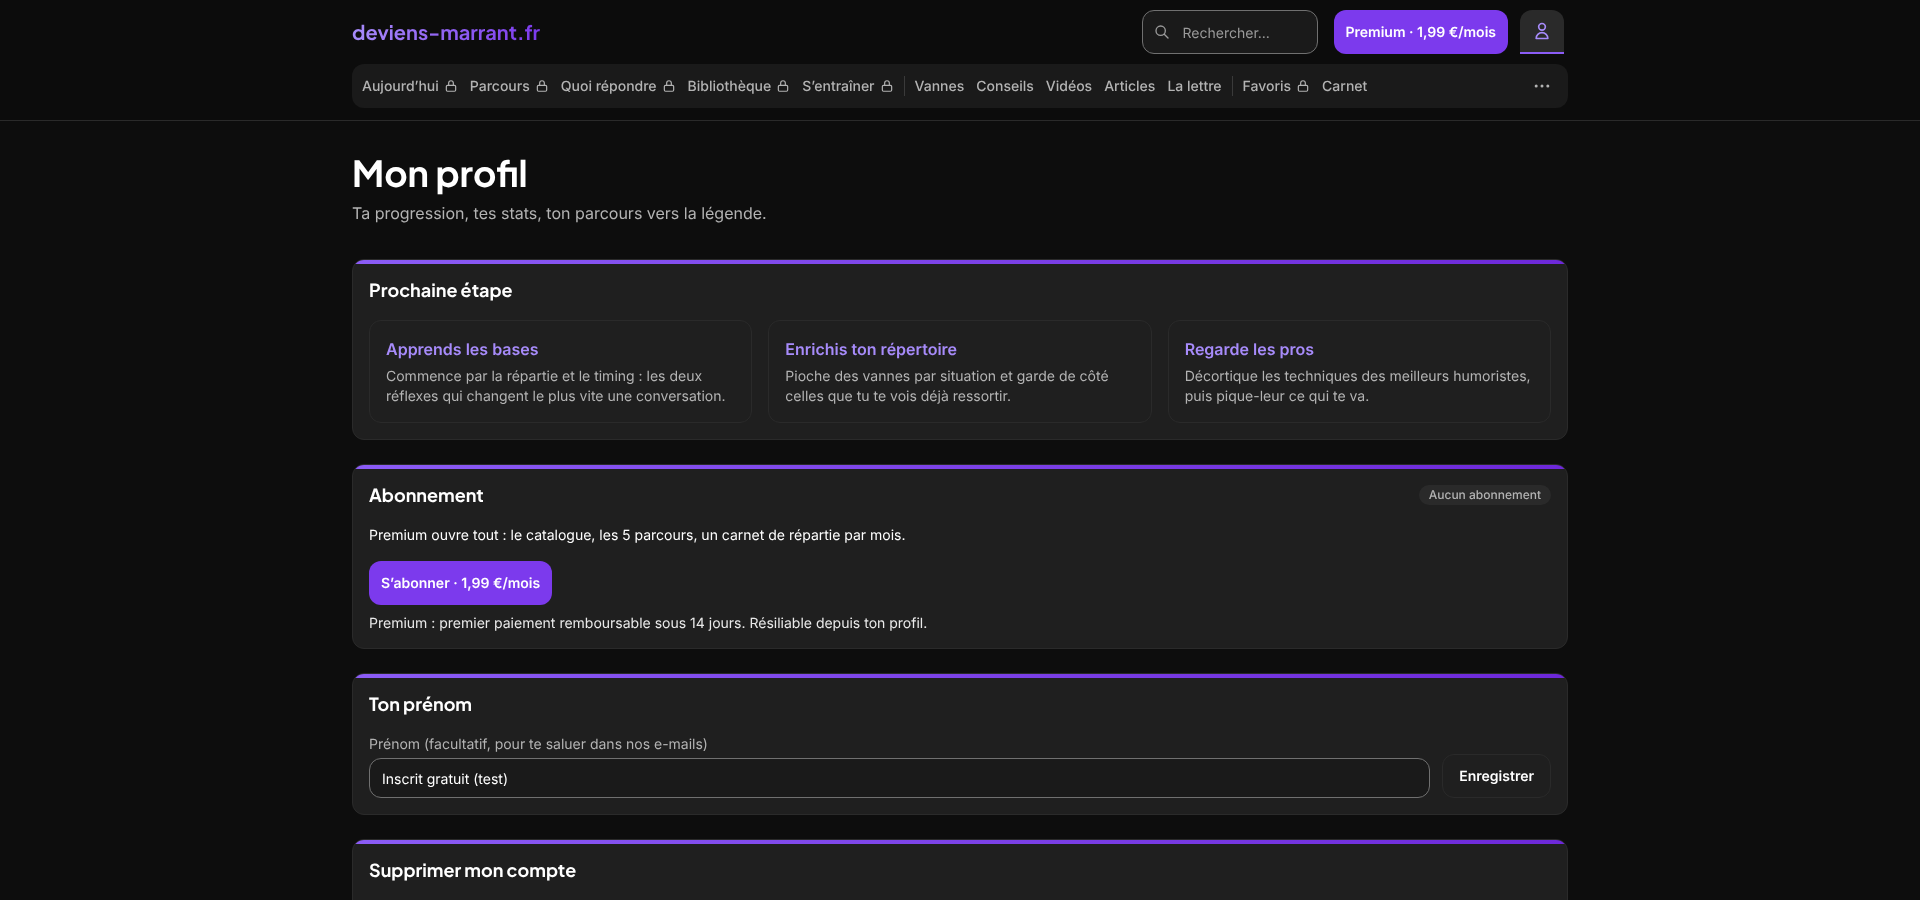 deviens-marrant.fr
Rechercher...
Premium · 1,99 €/mois
Aujourd’hui Parcours Quoi répondre Bibliothèque S’entraîner Vannes Conseils Vidéos Articles La lettre Favoris Carnet
Mon profil
Ta progression, tes stats, ton parcours vers la légende.
Prochaine étape
Apprends les bases
Commence par la répartie et le timing : les deux
réflexes qui changent le plus vite une conversation.
Enrichis ton répertoire
Pioche des vannes par situation et garde de côté
celles que tu te vois déjà ressortir.
Regarde les pros
Décortique les techniques des meilleurs humoristes,
puis pique-leur ce qui te va.
Abonnement
Aucun abonnement
Premium ouvre tout : le catalogue, les 5 parcours, un carnet de répartie par mois.
S’abonner · 1,99 €/mois
Premium : premier paiement remboursable sous 14 jours. Résiliable depuis ton profil.
Ton prénom
Prénom (facultatif, pour te saluer dans nos e-mails)
Inscrit gratuit (test)
Enregistrer
Supprimer mon compte